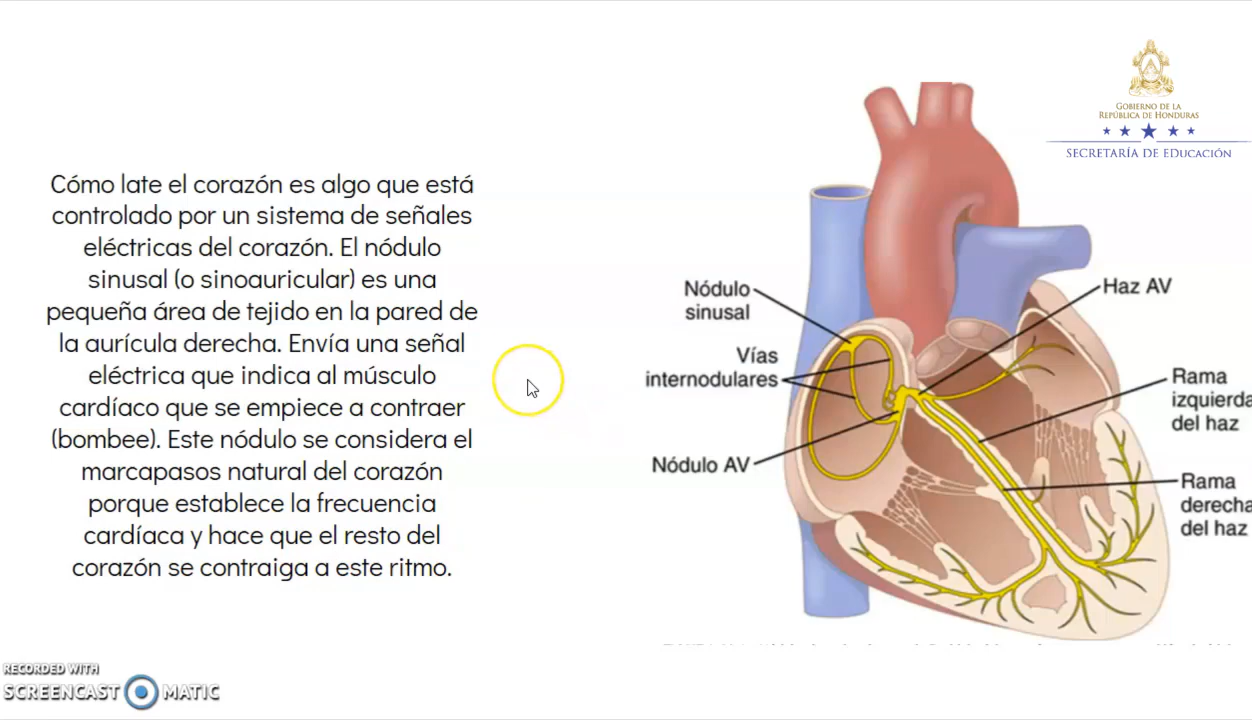 GOBIERNO DE LA
REPÚBLICA DE HONDURAS
SECRETARÍA DE EDUCACIÓN
Cómo late el corazón es algo que está
controlado por un sistema de señales
eléctricas del corazón. El nódulo
sinusal (o sinoauricular) es una
pequeña área de tejido en la pared de
la aurícula derecha. Envía una señal
eléctrica que indica al músculo
cardíaco que se empiece a contraer
(bombee). Este nódulo se considera el
marcapasos natural del corazón
porque establece la frecuencia
cardíaca y hace que el resto del
corazón se contraiga a este ritmo.
Nódulo
sinusal
Vías
internodulares
Nódulo AV
Haz AV
Rama
izquierda
del haz
Rama
derecha
del haz
RECORDED WITH
SCREENCAST MATIC